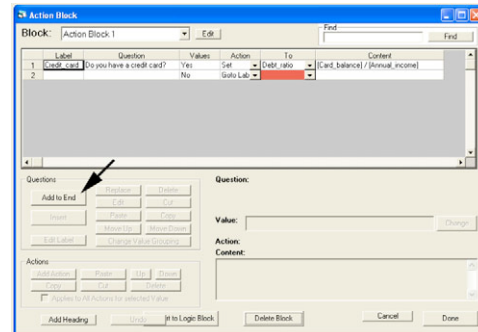 Action Block
Block: Action Block 1 Edit Find Find
Label Question Values Action To Content
1 Credit_card Do you have a credit card? Yes Set Debt_ratio [Card_balance] / [Annual_income]
2 No Goto Lab
Questions Question:
Add to End Replace Delete
Edit Cut
Insert Paste Copy Value: Change
Move Up Move Down
Edit Label Change Value Grouping Action:
Content:
Actions
Add Action Paste Up Down
Copy Cut Delete
Applies to All Actions for selected Value
Add Heading Undo rt to Logic Block Delete Block Cancel Done